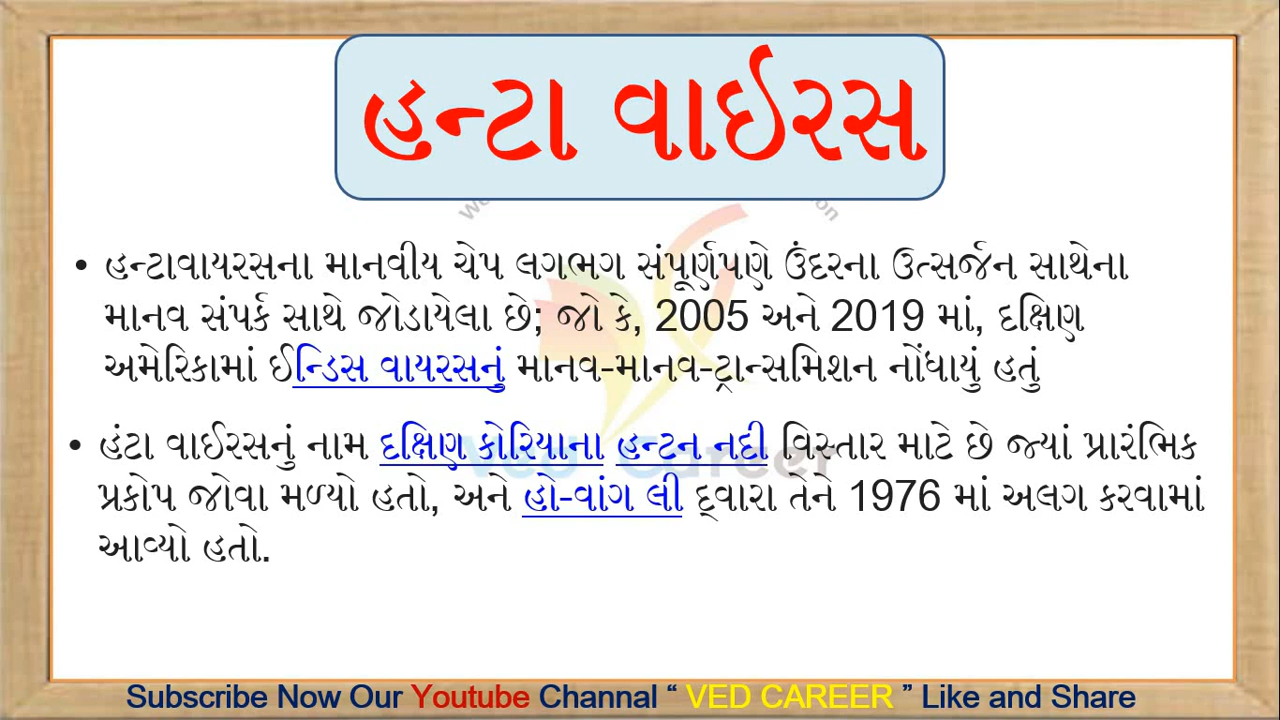 હન્ટા વાઈરસ
• હન્ટાવાયરસના માનવીય ચેપ લગભગ સંપૂર્ણપણે ઉંદરના ઉત્સર્જન સાથેના
માનવ સંપર્ક સાથે જોડાયેલા છે; જો કે, 2005 અને 2019 માં, દક્ષિણ
અમેરિકામાં ઈન્ડિસ વાયરસનું માનવ-માનવ-ટ્રાન્સમિશન નોંધાયું હતું
• હંટા વાઈરસનું નામ દક્ષિણ કોરિયાના હન્ટન નદી વિસ્તાર માટે છે જ્યાં પ્રારંભિક
પ્રકોપ જોવા મળ્યો હતો, અને હો-વાંગ લી દ્વારા તેને 1976 માં અલગ કરવામાં
આવ્યો હતો.
Ved Career
Subscribe Now Our Youtube Channal “ VED CAREER ” Like and Share